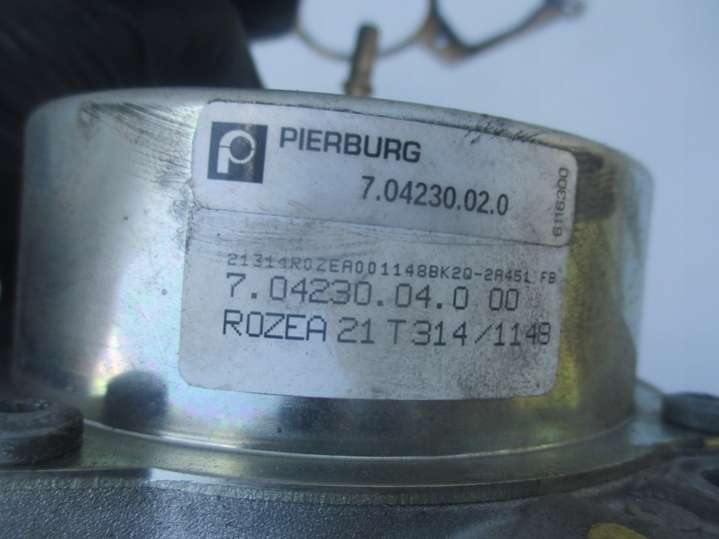 PIERBURG
7.04230.02.0
6116300
21314ROZEA001148BK2Q-2A451 FB
7.04230.04.0 00
ROZEA 21 T314/1148